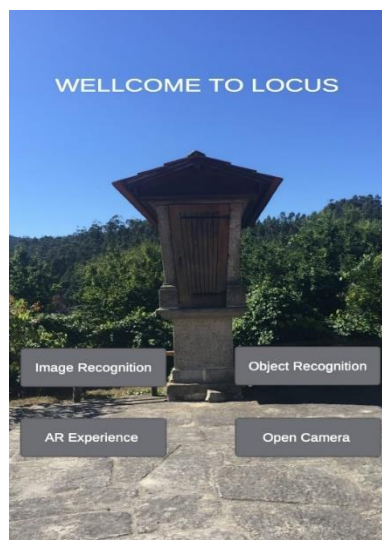 WELLCOME TO LOCUS
Image Recognition
Object Recognition
AR Experience
Open Camera